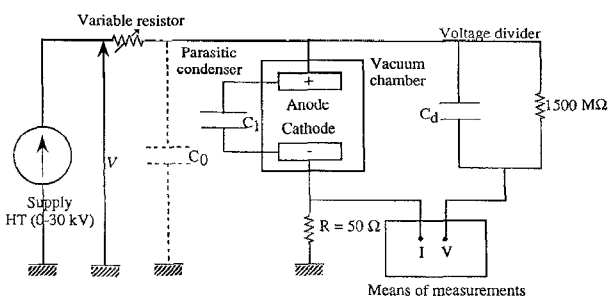 Variable resistor
Voltage divider
Parasitic
condenser
Vacuum
chamber
+
Anode
C1
Cathode
-
Cd
1500 MΩ
V
C0
Supply
HT (0-30 kV)
R = 50 Ω
I V
Means of measurements